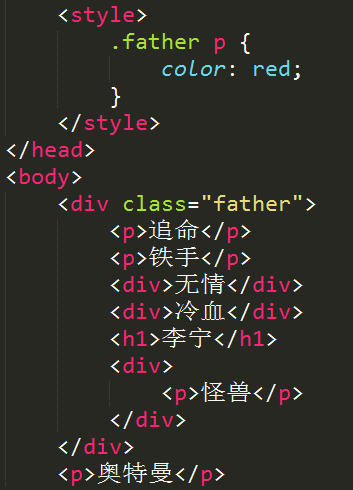 <style>
.father p {
color: red;
}
</style>
</head>
<body>
<div class="father">
<p>追命</p>
<p>铁手</p>
<div>无情</div>
<div>冷血</div>
<h1>李宁</h1>
<div>
<p>怪兽</p>
</div>
</div>
<p>奥特曼</p>